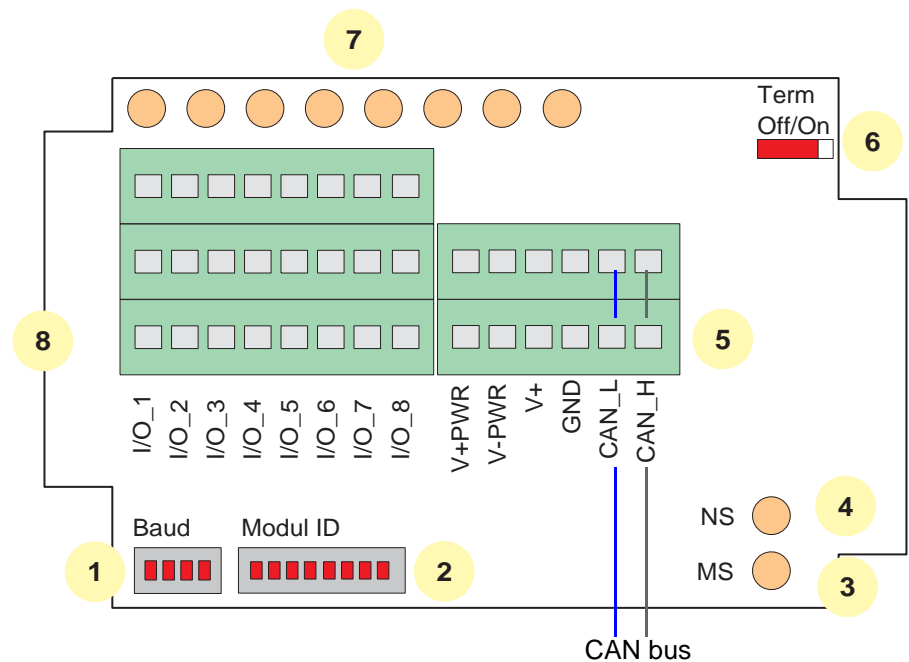 7
Term
Off/On
6
8
5
I/O_1
I/O_2
I/O_3
I/O_4
I/O_5
I/O_6
I/O_7
I/O_8
V+PWR
V-PWR
V+
GND
CAN_L
CAN_H
Baud
Modul ID
NS
4
1
2
MS
3
CAN bus